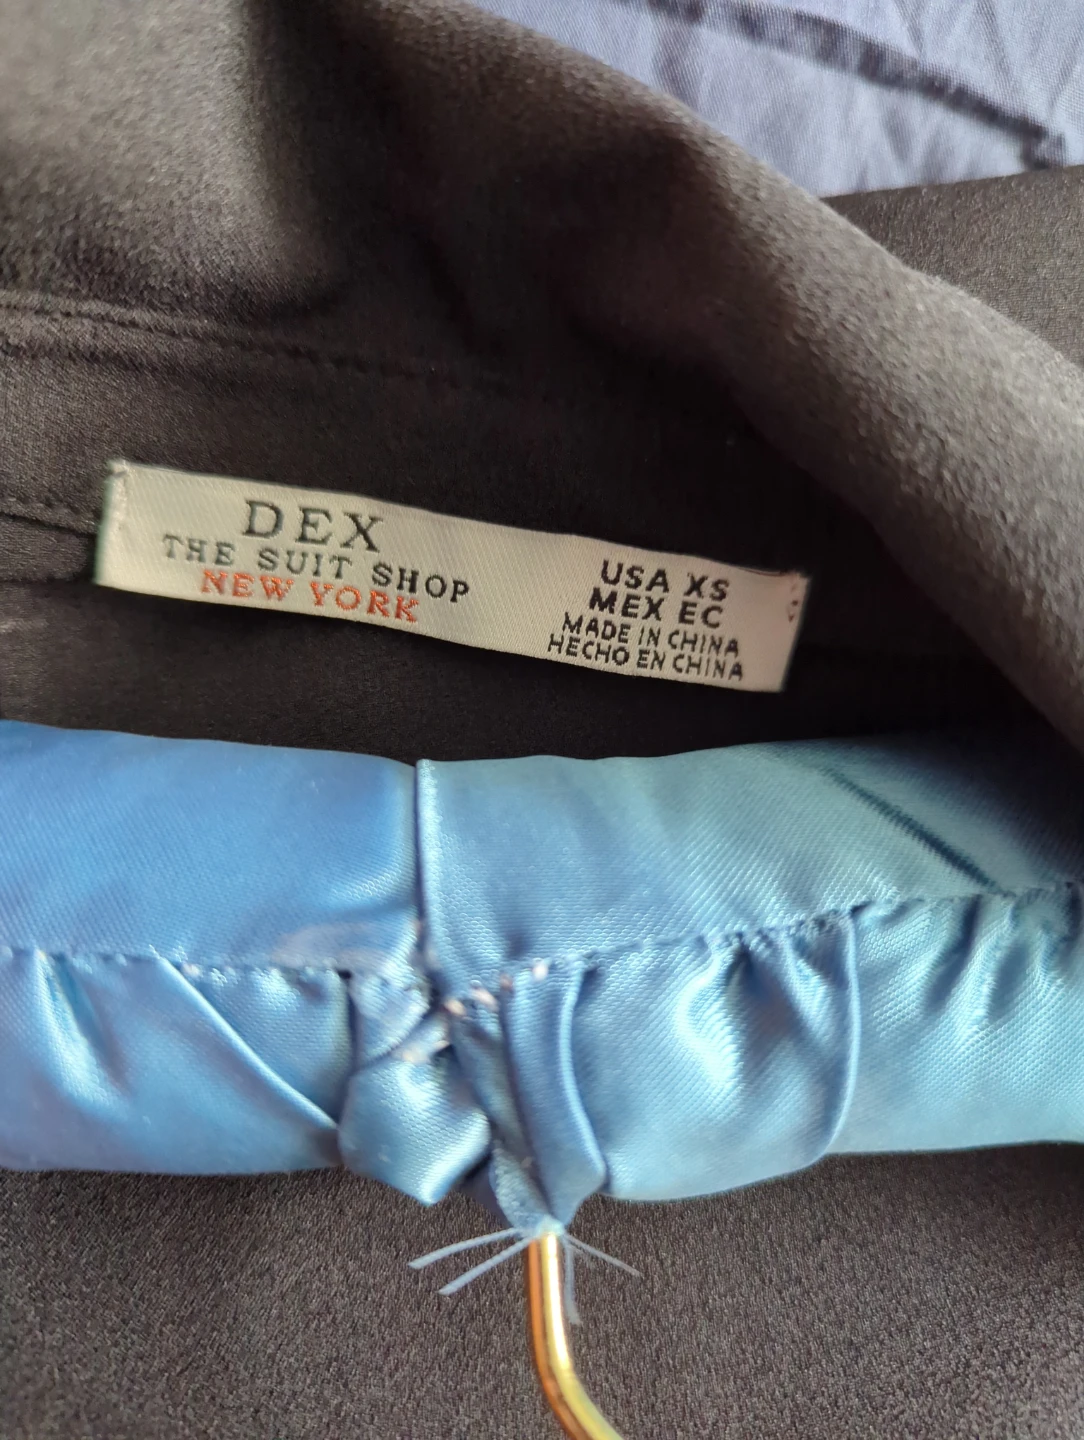 DEX
THE SUIT SHOP
NEW YORK
USA XS
MEX EC
MADE IN CHINA
HECHO EN CHINA